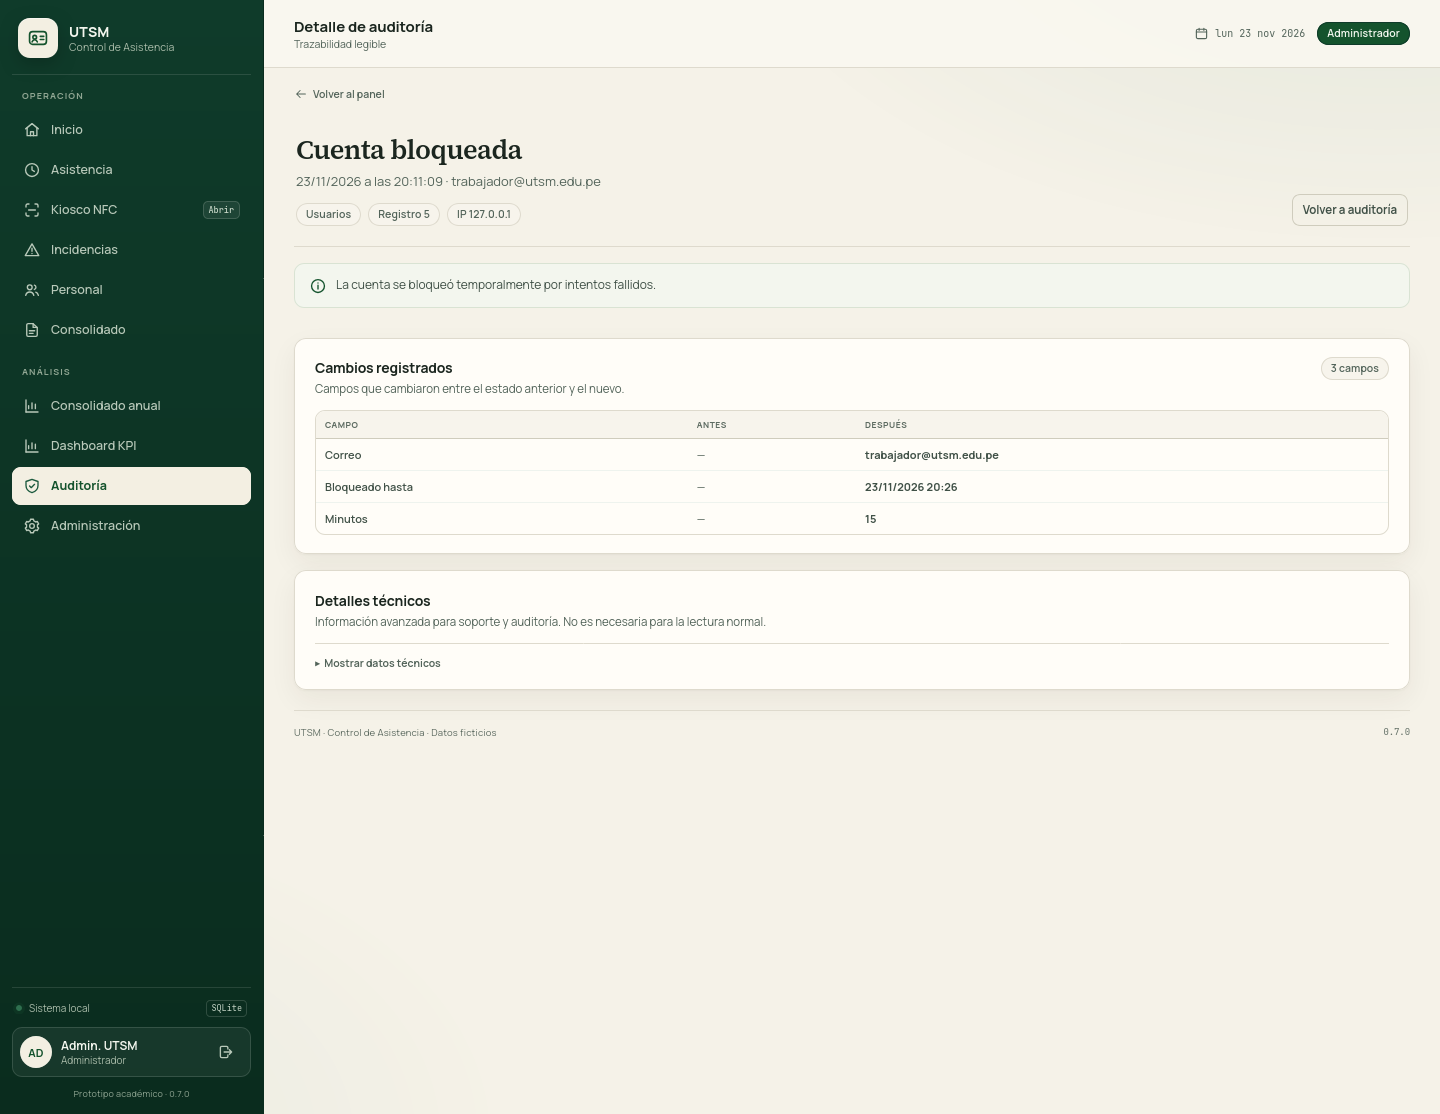 UTSM
Control de Asistencia
OPERACIÓN
Inicio
Asistencia
Kiosco NFC Abrir
Incidencias
Personal
Consolidado
ANÁLISIS
Consolidado anual
Dashboard KPI
Auditoría
Administración
Sistema local SQLite
AD
Admin. UTSM
Administrador
Prototipo académico · 0.7.0
Detalle de auditoría
Trazabilidad legible
lun 23 nov 2026 Administrador
Volver al panel
Cuenta bloqueada
23/11/2026 a las 20:11:09 · trabajador@utsm.edu.pe
Usuarios Registro 5 IP 127.0.0.1
Volver a auditoría
La cuenta se bloqueó temporalmente por intentos fallidos.
Cambios registrados
3 campos
Campos que cambiaron entre el estado anterior y el nuevo.
CAMPO ANTES DESPUÉS
Correo — trabajador@utsm.edu.pe
Bloqueado hasta — 23/11/2026 20:26
Minutos — 15
Detalles técnicos
Información avanzada para soporte y auditoría. No es necesaria para la lectura normal.
▸ Mostrar datos técnicos
UTSM · Control de Asistencia · Datos ficticios 0.7.0